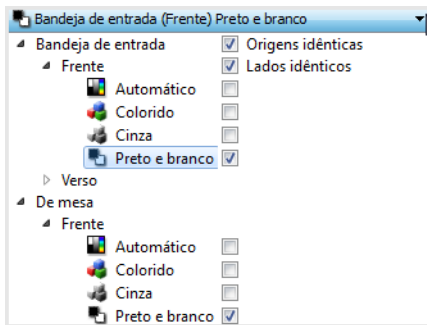 Bandeja de entrada (Frente) Preto e branco
Bandeja de entrada Origens idênticas
Frente Lados idênticos
Automático
Colorido
Cinza
Preto e branco
Verso
De mesa
Frente
Automático
Colorido
Cinza
Preto e branco